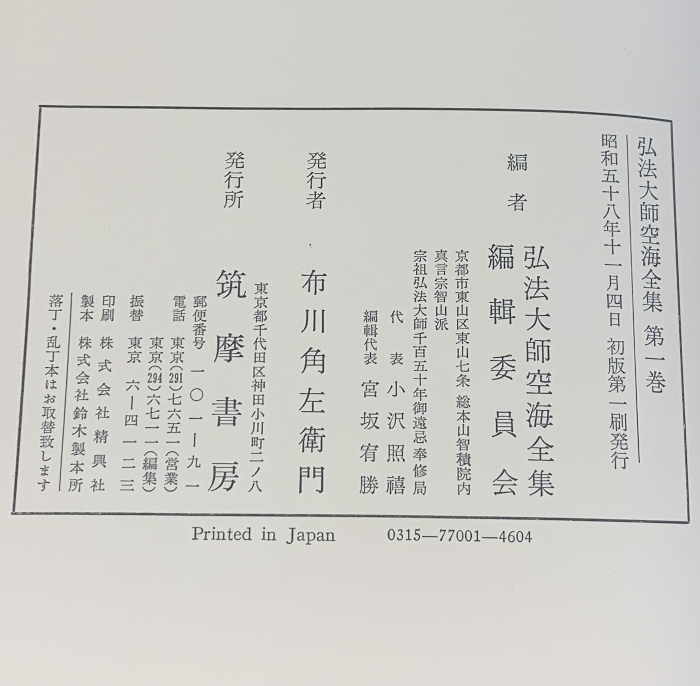 弘法大師空海全集 第一巻
昭和五十八年十一月四日 初版第一刷発行
編者
弘法大師空海全集
編輯委員会
京都市東山区東山七条 総本山智積院内
真言宗智山派
宗祖弘法大師千百五十年御遠忌奉修局
代表 小沢照禧
編輯代表 宮坂宥勝
発行者 布川角左衛門
発行所 筑摩書房
東京都千代田区神田小川町二ノ八
郵便番号 一〇一―九一
電話 東京(291)七六五一(営業)
東京(294)六七一一(編集)
振替 東京 六―四一二三
印刷 株式会社精興社
製本 株式会社鈴木製本所
落丁・乱丁本はお取替致します
Printed in Japan 0315—77001—4604